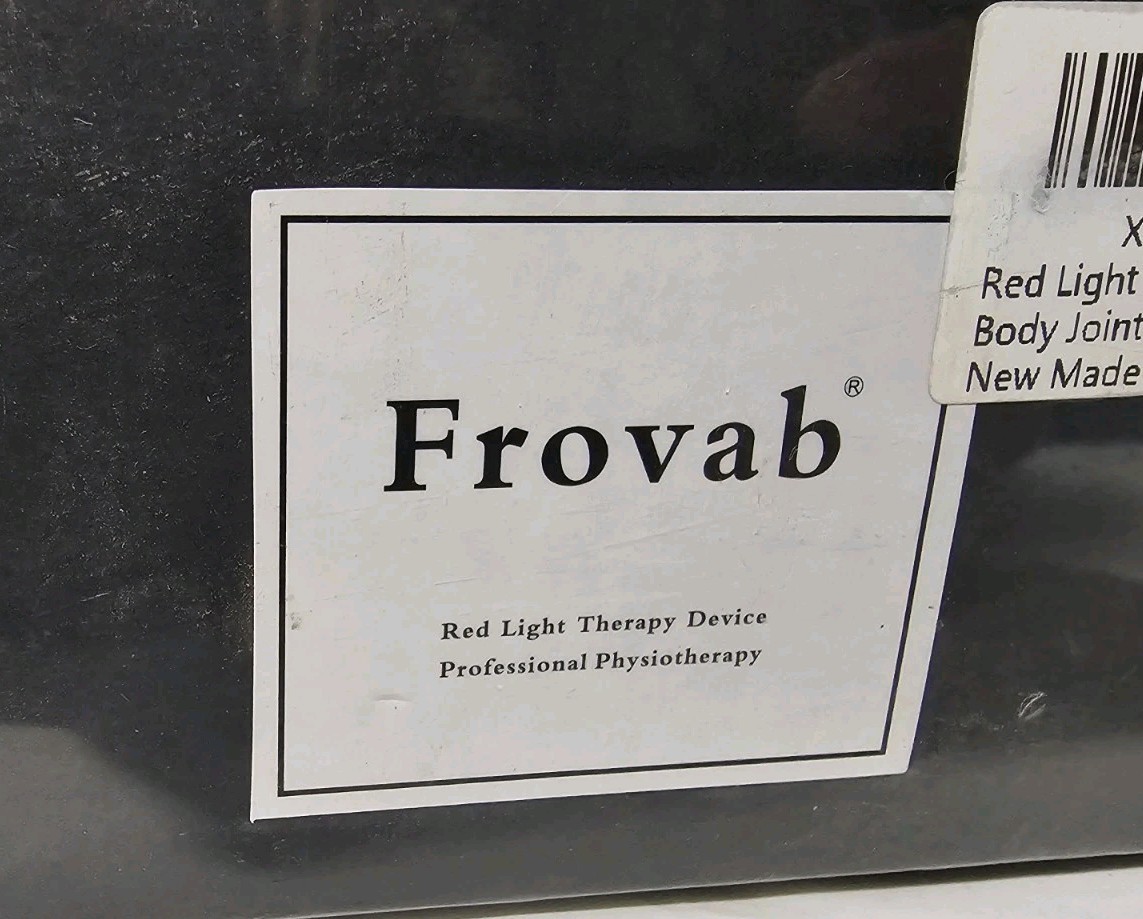 Frovab®
Red Light Therapy Device
Professional Physiotherapy
X
Red Light
Body Joint
New Made